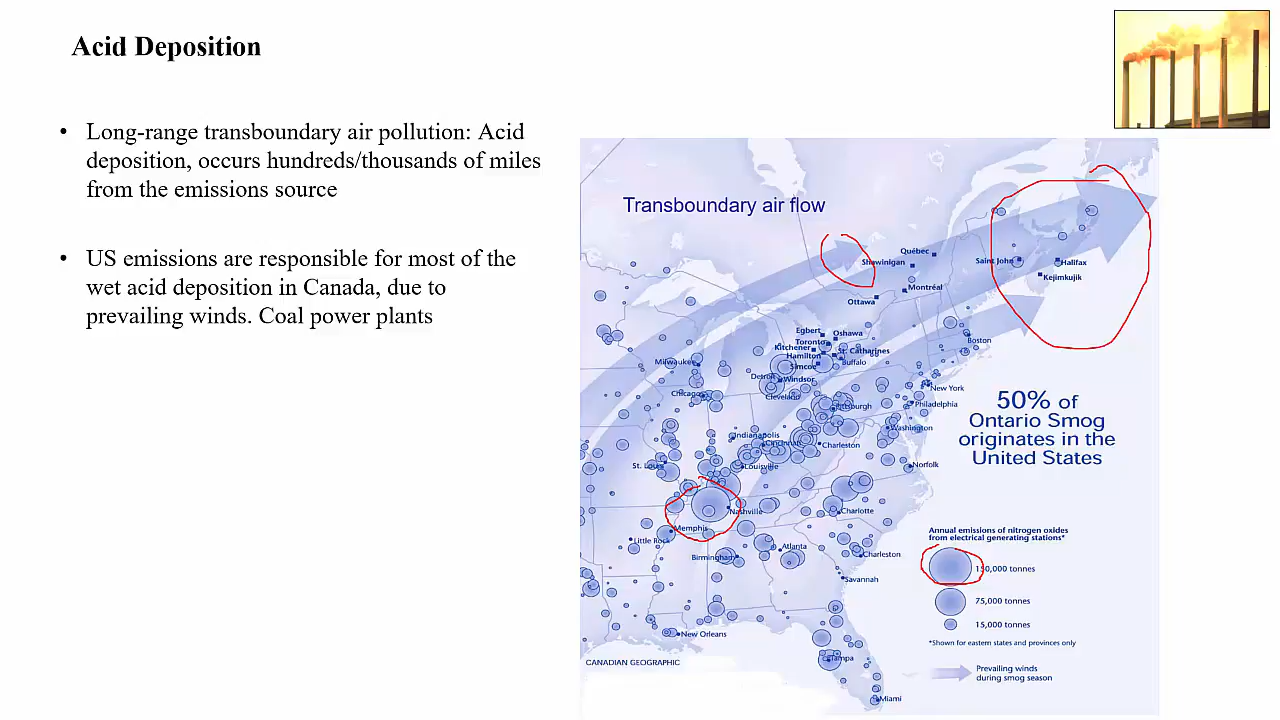 Acid Deposition
• Long-range transboundary air pollution: Acid
deposition, occurs hundreds/thousands of miles
from the emissions source
• US emissions are responsible for most of the
wet acid deposition in Canada, due to
prevailing winds. Coal power plants
Transboundary air flow
Québec
Shawinigan
Saint John
Halifax
Kejimkujik
Montréal
Ottawa
Egbert
Oshawa
Toronto
Kitchener
St. Catharines
Hamilton
Buffalo
Simcoe
Boston
Milwaukee
Detroit
Windsor
Chicago
Cleveland
New York
Pittsburgh
Philadelphia
Washington
Indianapolis
Cincinnati
Charleston
St. Louis
Louisville
Norfolk
50% of
Ontario Smog
originates in the
United States
Nashville
Charlotte
Memphis
Little Rock
Birmingham
Atlanta
Charleston
Savannah
New Orleans
Tampa
Miami
Annual emissions of nitrogen oxides
from electrical generating stations*
150,000 tonnes
75,000 tonnes
15,000 tonnes
*Shown for eastern states and provinces only
CANADIAN GEOGRAPHIC
Prevailing winds
during smog season